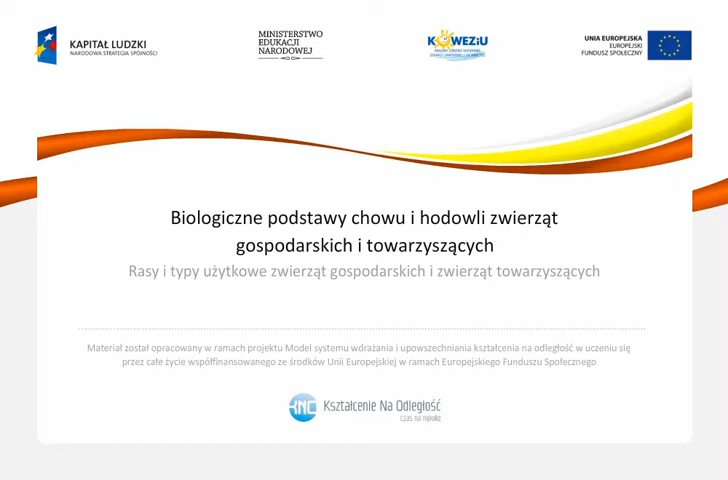 KAPITAŁ LUDZKI
NARODOWA STRATEGIA SPÓJNOŚCI
MINISTERSTWO
EDUKACJI
NARODOWEJ
KOWEZiU
UNIA EUROPEJSKA
EUROPEJSKI
FUNDUSZ SPOŁECZNY
Biologiczne podstawy chowu i hodowli zwierząt
gospodarskich i towarzyszących
Rasy i typy użytkowe zwierząt gospodarskich i zwierząt towarzyszących
Materiał został opracowany w ramach projektu Model systemu wdrażania i upowszechniania kształcenia na odległość w uczeniu się
przez całe życie współfinansowanego ze środków Unii Europejskiej w ramach Europejskiego Funduszu Społecznego
KNO Kształcenie Na Odległość
czas na naukę